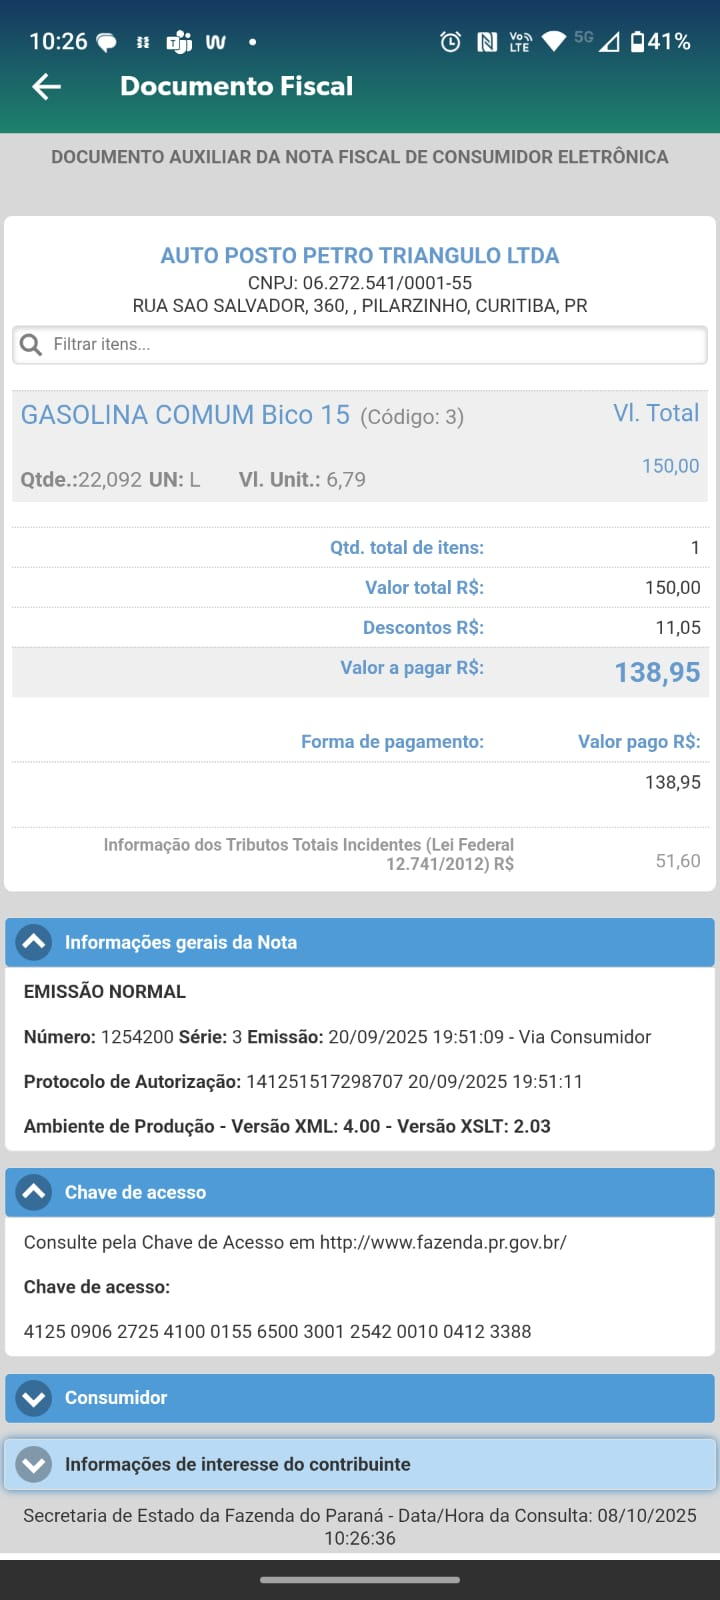 10:26
5G
41%
Documento Fiscal
DOCUMENTO AUXILIAR DA NOTA FISCAL DE CONSUMIDOR ELETRÔNICA
AUTO POSTO PETRO TRIANGULO LTDA
CNPJ: 06.272.541/0001-55
RUA SAO SALVADOR, 360, , PILARZINHO, CURITIBA, PR
Filtrar itens...
GASOLINA COMUM Bico 15 (Código: 3) Vl. Total
Qtde.:22,092 UN: L Vl. Unit.: 6,79 150,00
Qtd. total de itens: 1
Valor total R$: 150,00
Descontos R$: 11,05
Valor a pagar R$: 138,95
Forma de pagamento: Valor pago R$:
138,95
Informação dos Tributos Totais Incidentes (Lei Federal
12.741/2012) R$ 51,60
Informações gerais da Nota
EMISSÃO NORMAL
Número: 1254200 Série: 3 Emissão: 20/09/2025 19:51:09 - Via Consumidor
Protocolo de Autorização: 141251517298707 20/09/2025 19:51:11
Ambiente de Produção - Versão XML: 4.00 - Versão XSLT: 2.03
Chave de acesso
Consulte pela Chave de Acesso em http://www.fazenda.pr.gov.br/
Chave de acesso:
4125 0906 2725 4100 0155 6500 3001 2542 0010 0412 3388
Consumidor
Informações de interesse do contribuinte
Secretaria de Estado da Fazenda do Paraná - Data/Hora da Consulta: 08/10/2025
10:26:36